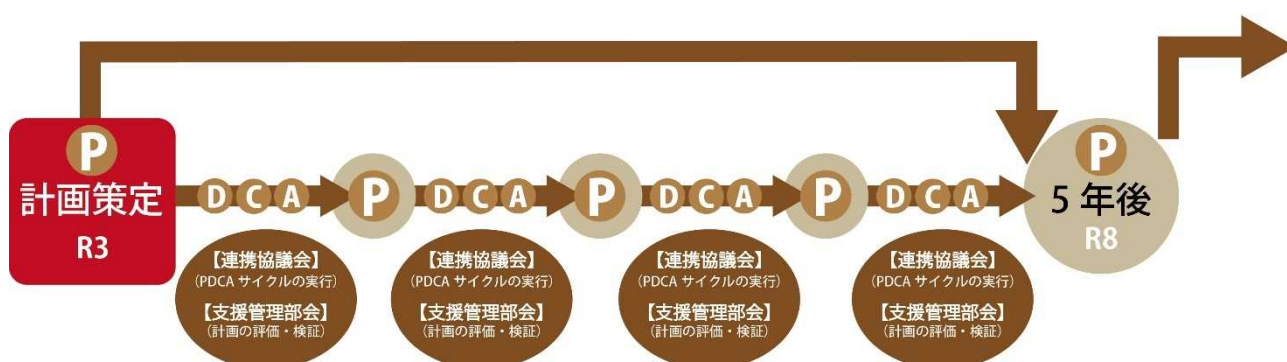 P
計画策定
R3
D C A P D C A P D C A P D C A
P
5 年後
R8
【連携協議会】
(PDCA サイクルの実行)
【支援管理部会】
(計画の評価・検証)
【連携協議会】
(PDCA サイクルの実行)
【支援管理部会】
(計画の評価・検証)
【連携協議会】
(PDCA サイクルの実行)
【支援管理部会】
(計画の評価・検証)
【連携協議会】
(PDCA サイクルの実行)
【支援管理部会】
(計画の評価・検証)